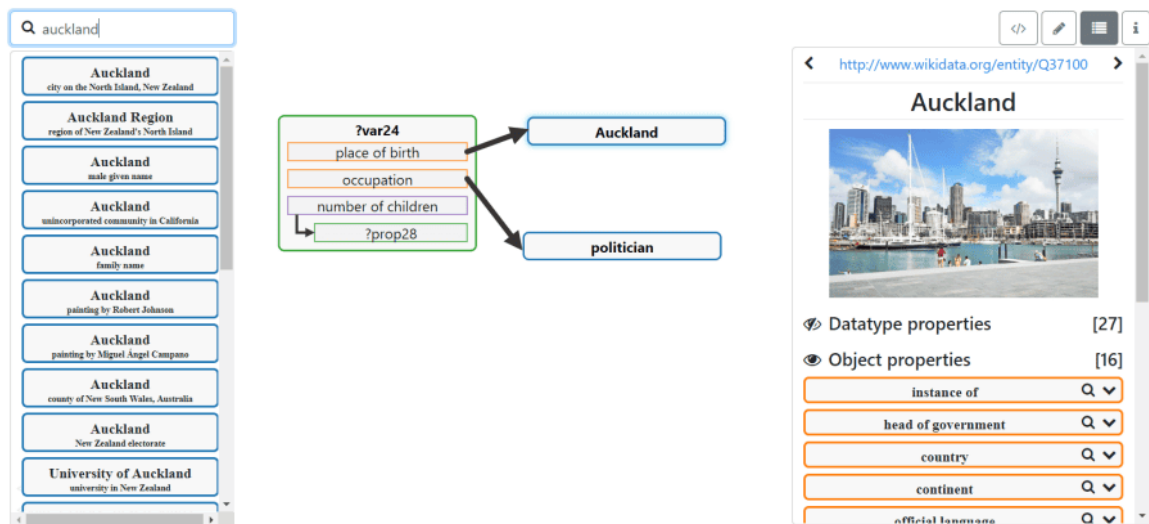 auckland
Auckland
city on the North Island, New Zealand
Auckland Region
region of New Zealand's North Island
Auckland
male given name
Auckland
unincorporated community in California
Auckland
family name
Auckland
painting by Robert Johnson
Auckland
painting by Miguel Ángel Campano
Auckland
county of New South Wales, Australia
Auckland
New Zealand electorate
University of Auckland
university in New Zealand
?var24
place of birth
occupation
number of children
?prop28
Auckland
politician
</>
i
http://www.wikidata.org/entity/Q37100
Auckland
Datatype properties [27]
Object properties [16]
instance of
head of government
country
continent
official language